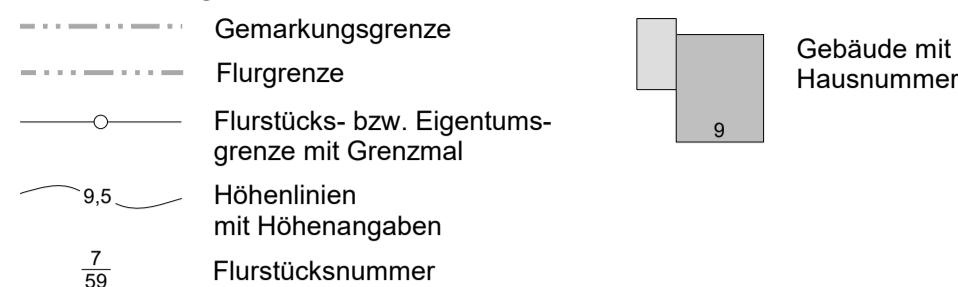 Gemarkungsgrenze
Flurgrenze
Flurstücks- bzw. Eigentums-
grenze mit Grenzmal
9,5
Höhenlinien
mit Höhenangaben
7
59
Flurstücksnummer
9
Gebäude mit
Hausnummer